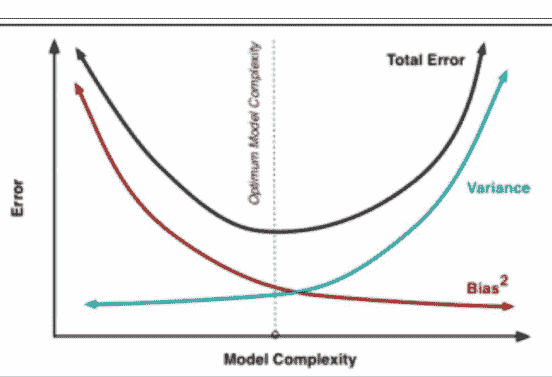 Optimum Model Complexity
Total Error
Error
Variance
Bias²
Model Complexity